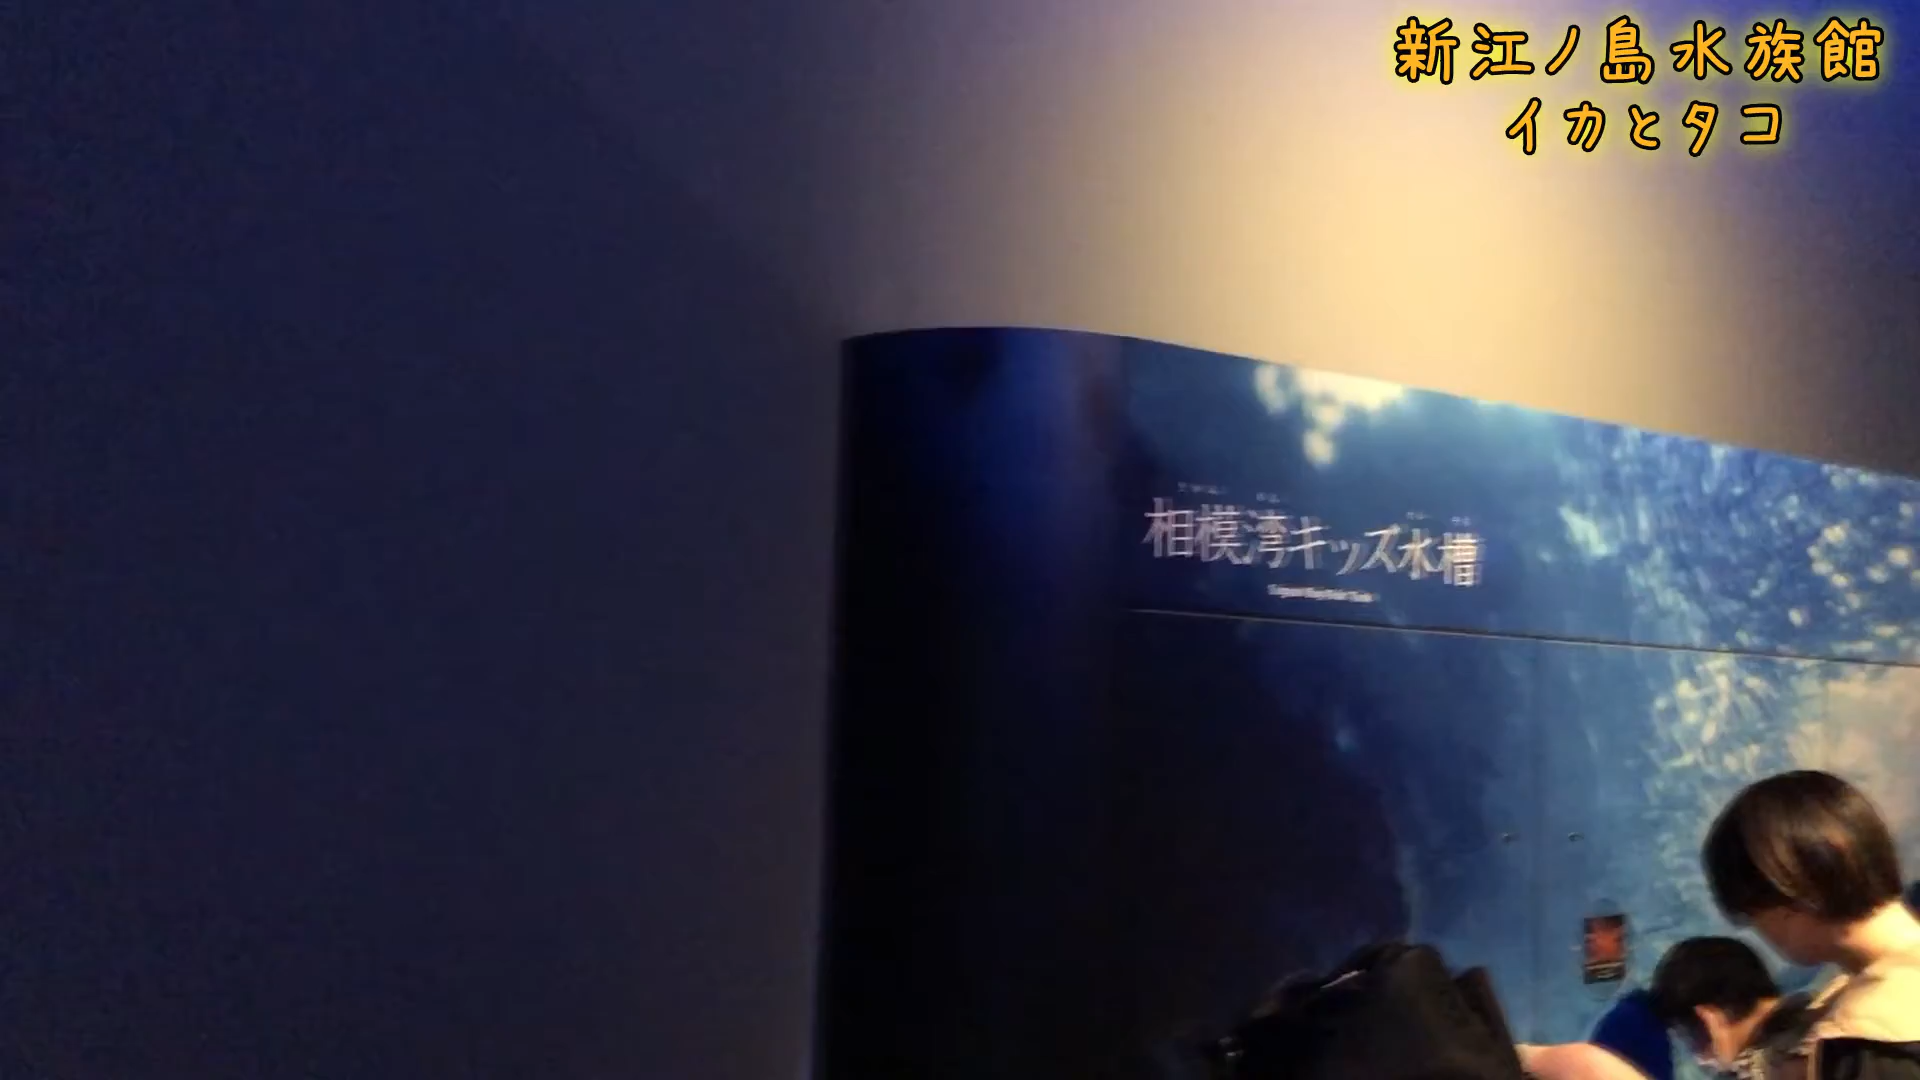 新江ノ島水族館
イカとタコ
相模湾キッズ水槽